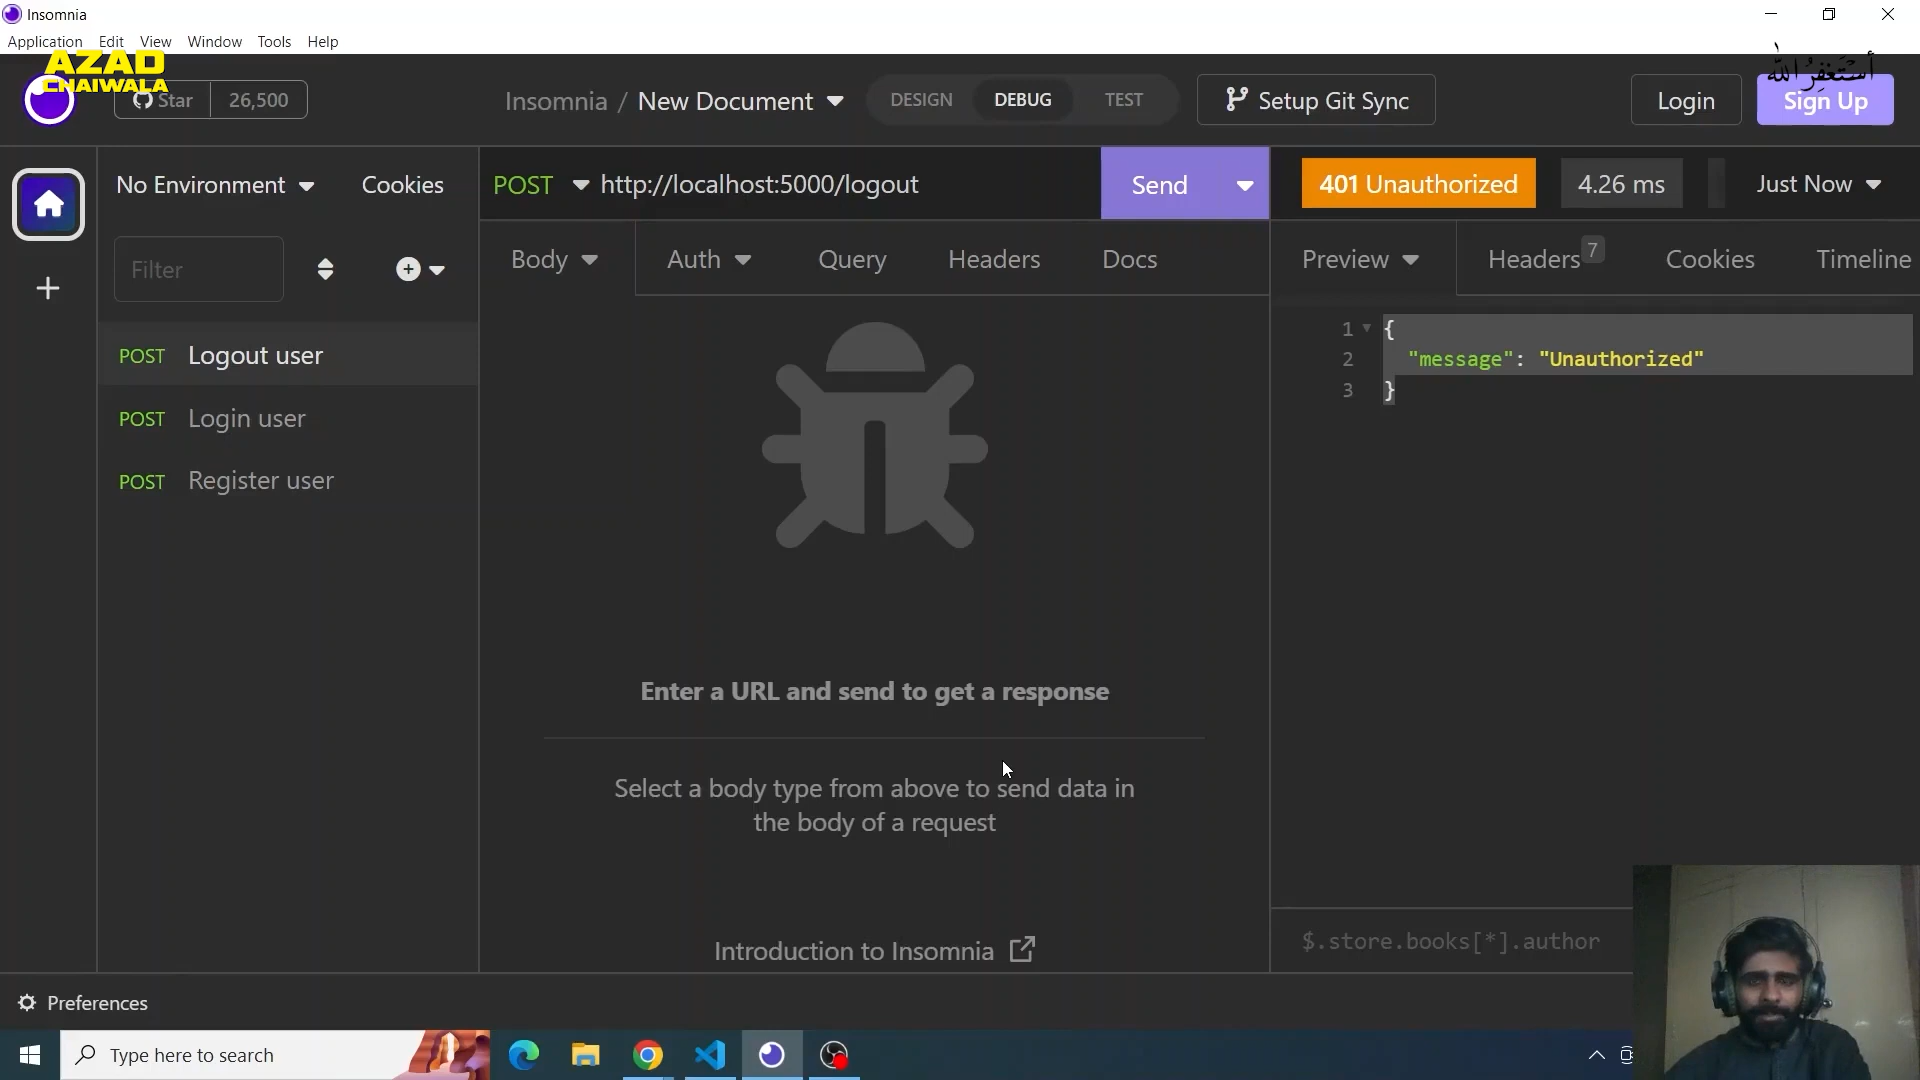 Insomnia
Application Edit View Window Tools Help
AZAD
CHAIWALA
Star 26,500
Insomnia / New Document
DESIGN DEBUG TEST
Setup Git Sync
Login
Sign Up
أستغفر الله
No Environment Cookies
POST http://localhost:5000/logout
Send
401 Unauthorized 4.26 ms Just Now
Filter
Body Auth Query Headers Docs
Preview Headers 7 Cookies Timeline
POST Logout user
POST Login user
POST Register user
1 {
2 "message": "Unauthorized"
3 }
Enter a URL and send to get a response
Select a body type from above to send data in
the body of a request
Introduction to Insomnia
$.store.books[*].author
Preferences
Type here to search